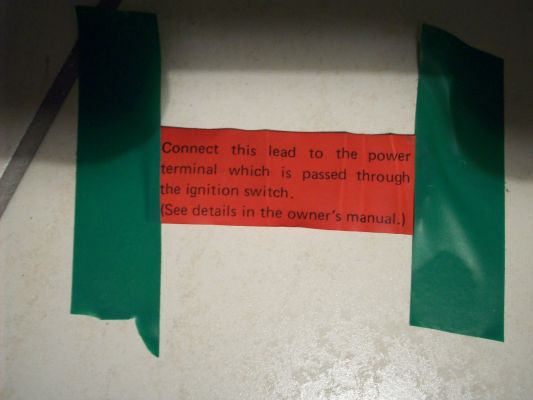 Connect this lead to the power
terminal which is passed through
the ignition switch.
(See details in the owner's manual.)